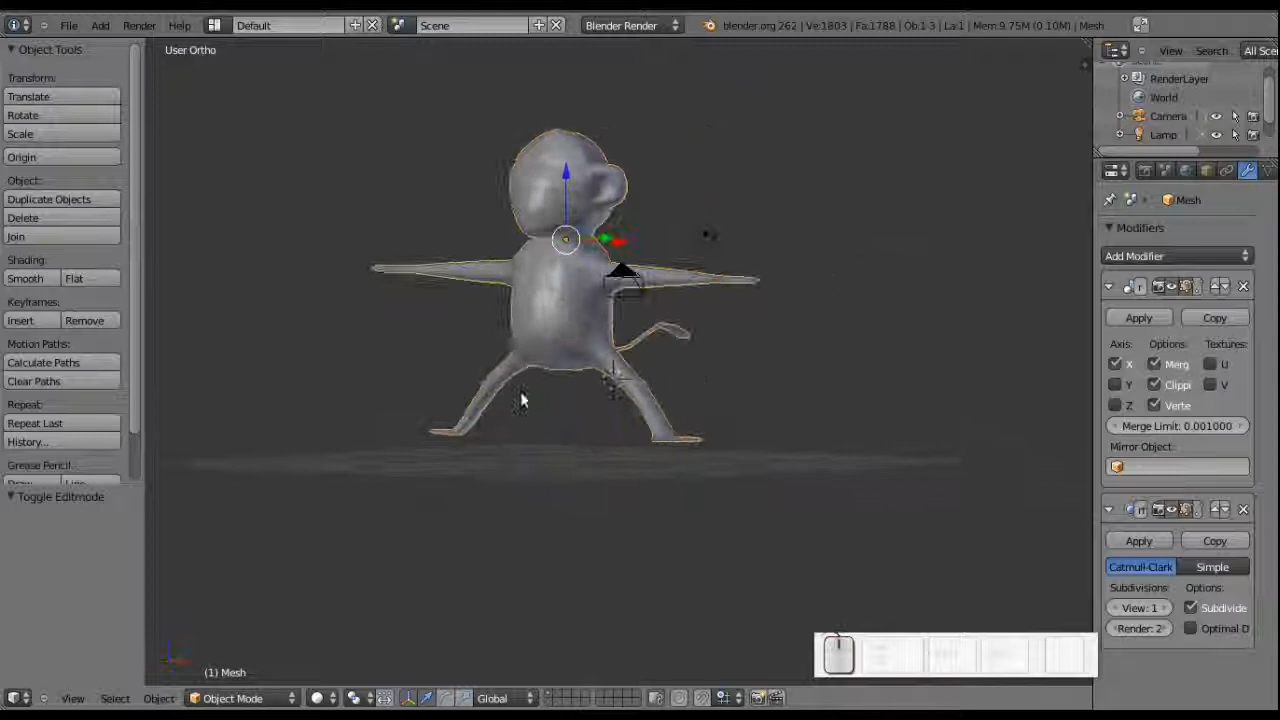 File Add Render Help Default Scene Blender Render blender.org 262 | Ve:1803 | Fa:1788 | Ob:1-3 | La:1 | Mem:9.75M (0.10M) | Mesh
Object Tools
User Ortho
View Search All Sce
Transform:
Translate
Rotate
Scale
Origin
Object:
Duplicate Objects
Delete
Join
Shading:
Smooth Flat
Keyframes:
Insert Remove
Motion Paths:
Calculate Paths
Clear Paths
Repeat:
Repeat Last
History...
Grease Pencil:
Toggle Editmode
RenderLayer
World
Camera
Lamp
Mesh
Modifiers
Add Modifier
Apply Copy
Axis: Options: Textures:
X Merg U
Y Clippi V
Z Verte
Merge Limit: 0.001000
Mirror Object:
Apply Copy
Catmull-Clark Simple
Subdivisions: Options:
View: 1 Subdivide
Render: 2 Optimal D
(1) Mesh
View Select Object Object Mode Global